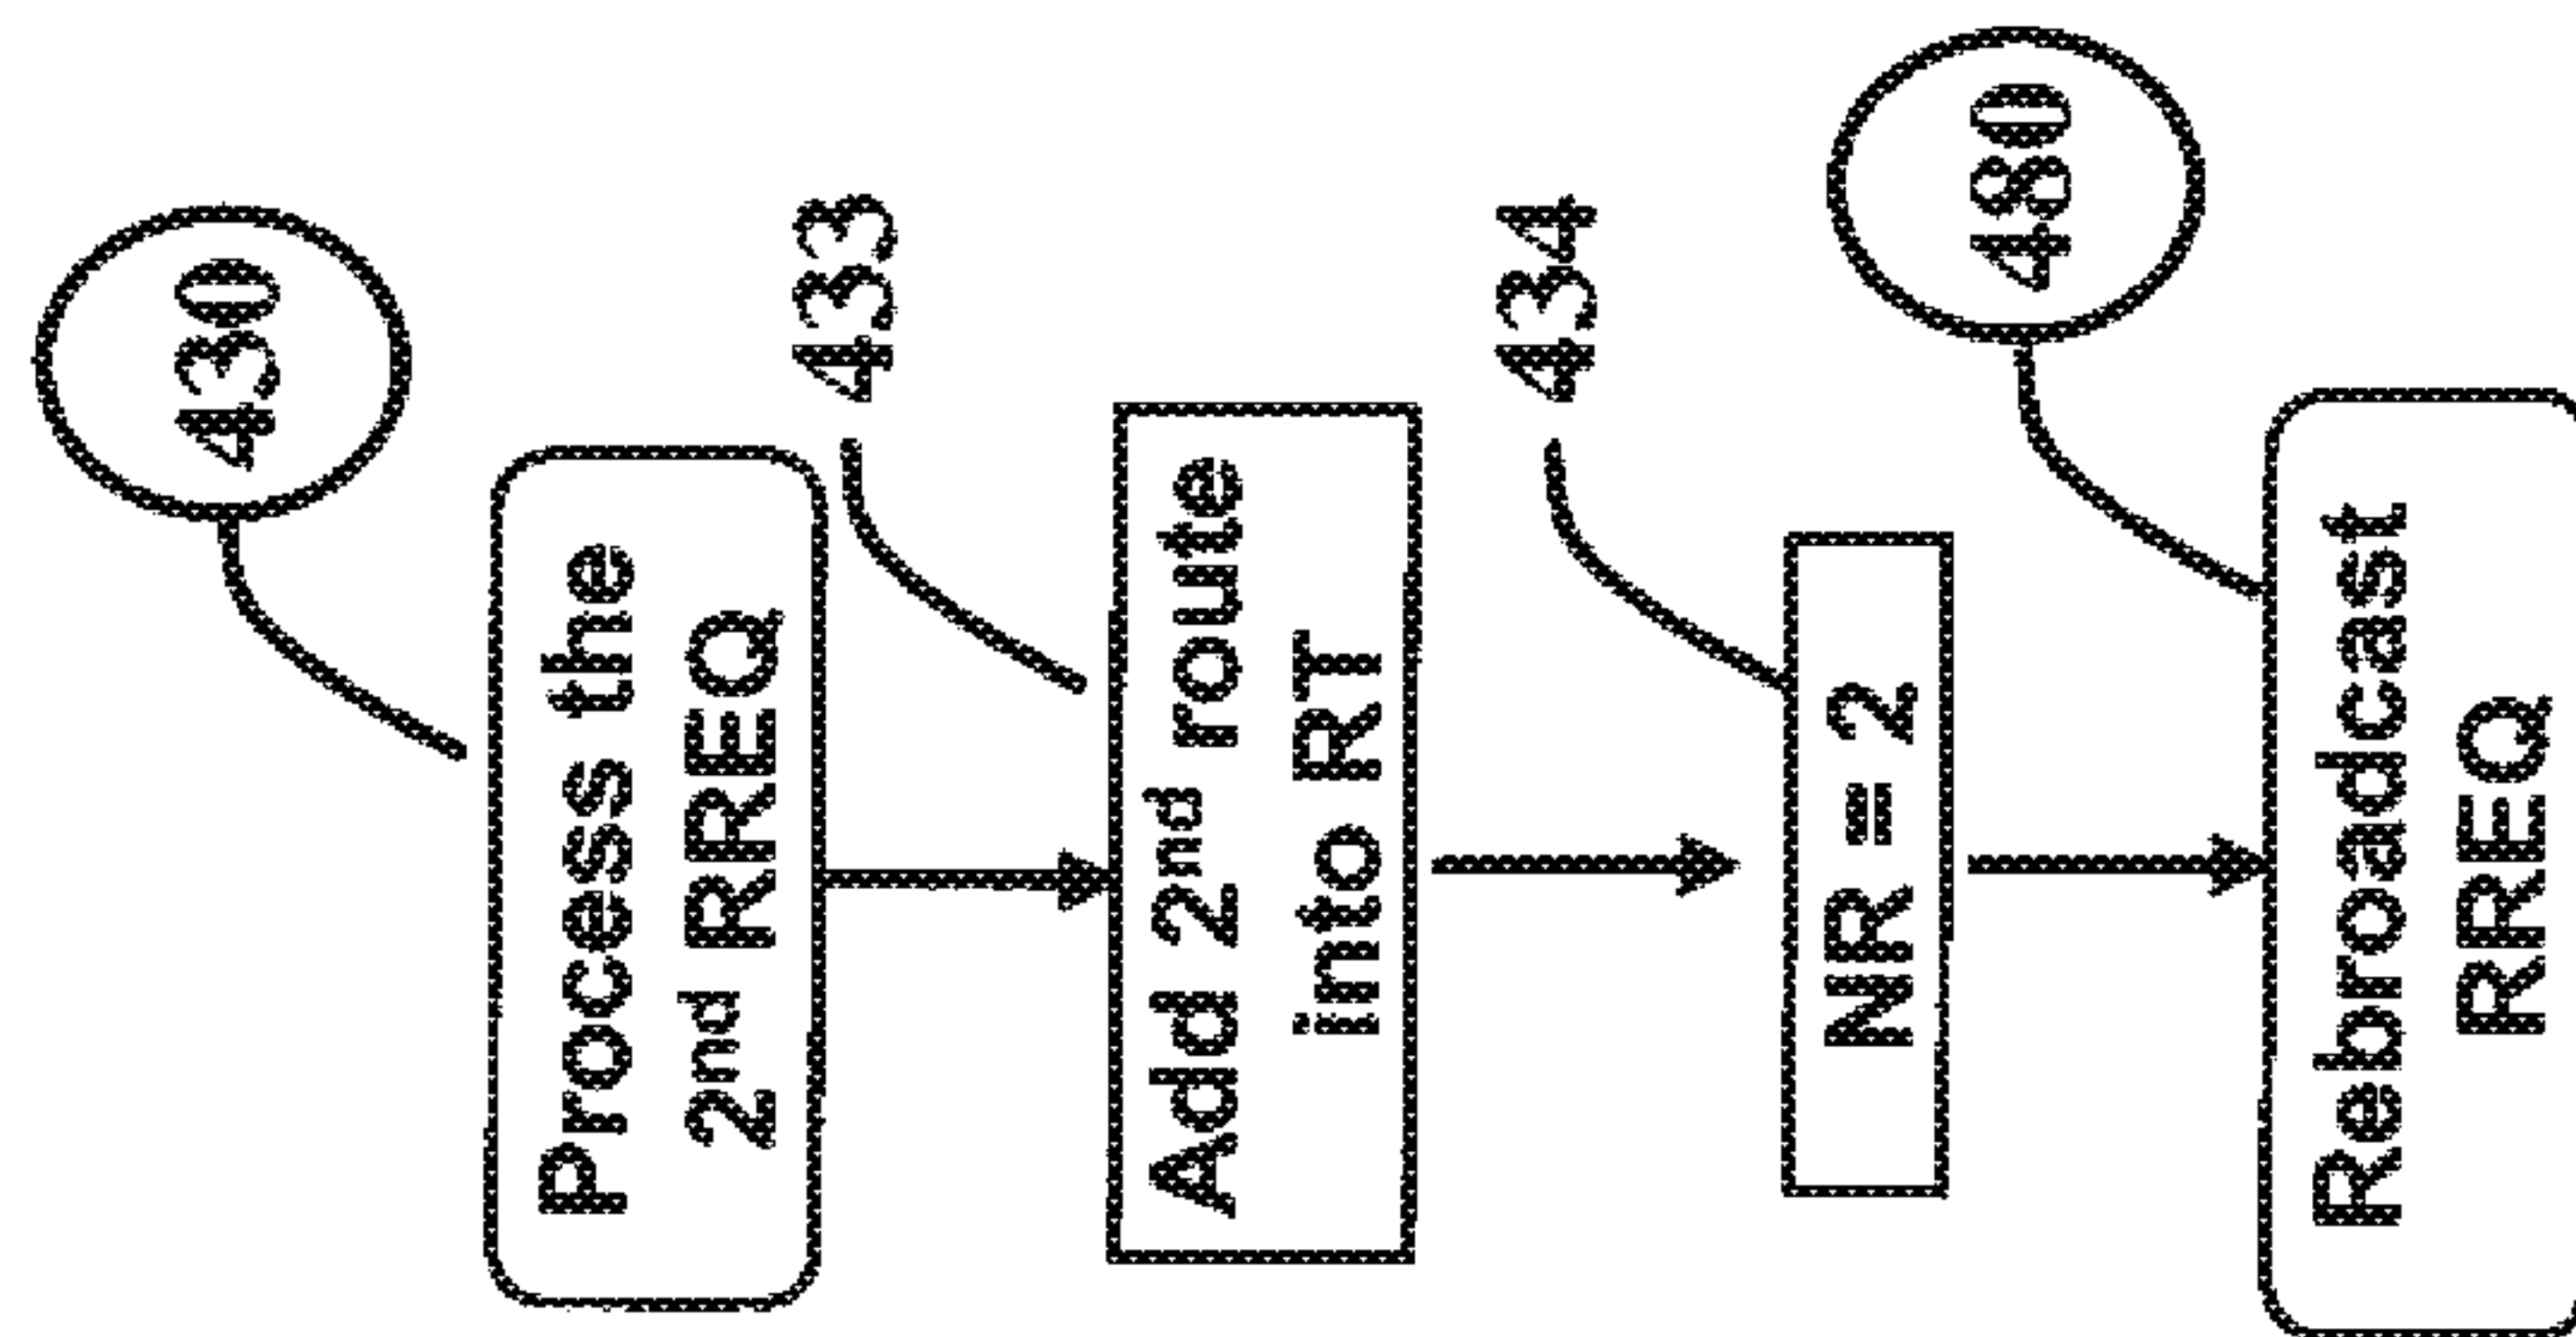 430
Process the
2nd RREQ
433
Add 2nd route
into RT
434
NR = 2
480
Rebroadcast
RREQ